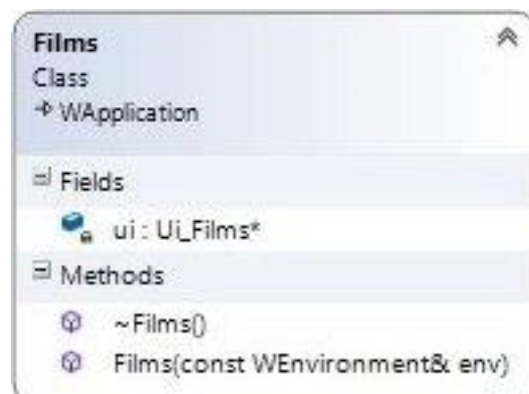 Films
Class
WApplication
Fields
ui : Ui_Films*
Methods
~Films()
Films(const WEnvironment& env)